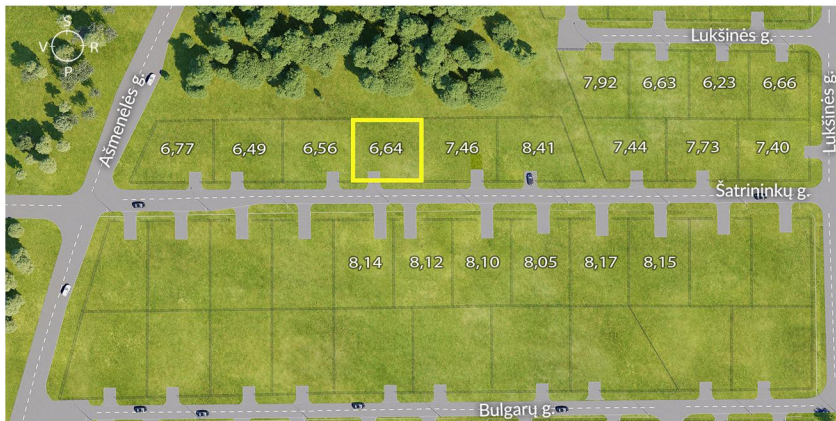 S
V R
P
Ašmenėlės g.
Lukšinės g.
Lukšinės g.
7,92 6,63 6,23 6,66
6,77 6,49 6,56 6,64 7,46 8,41 7,44 7,73 7,40
Šatrininkų g.
8,14 8,12 8,10 8,05 8,17 8,15
Bulgarų g.